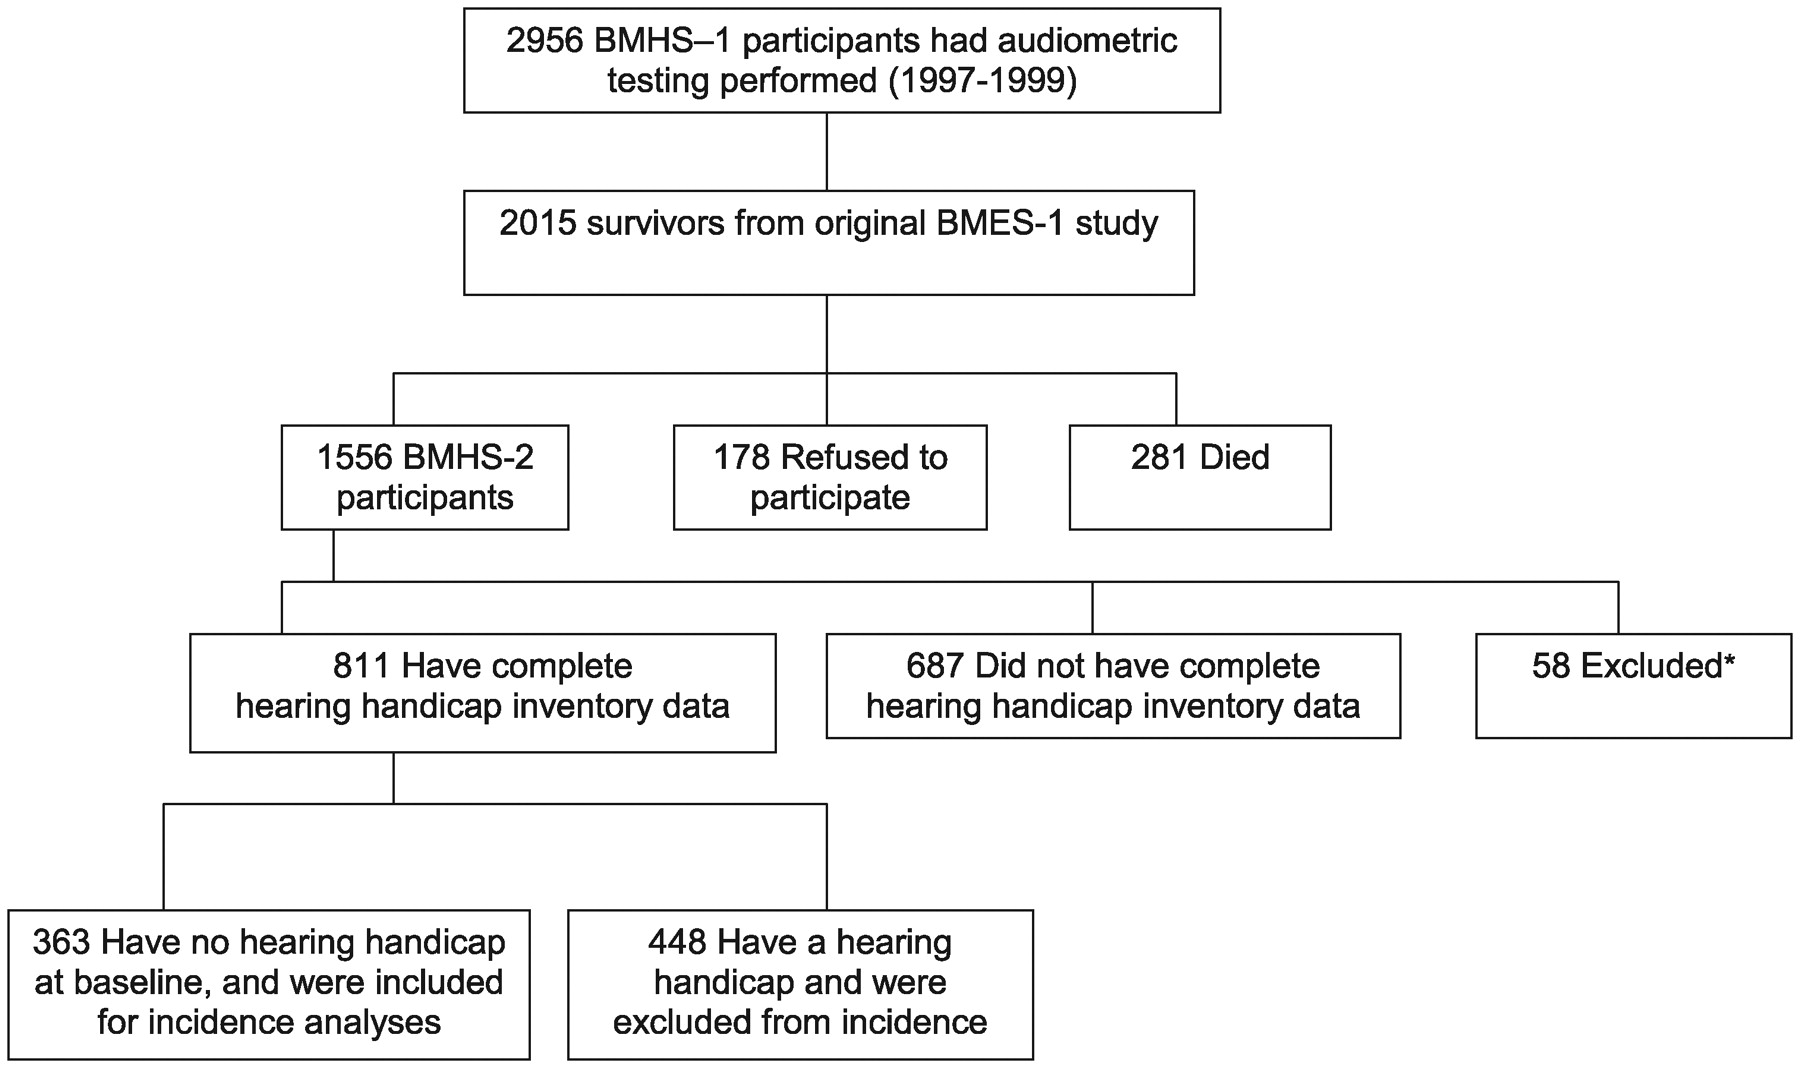 2956 BMHS–1 participants had audiometric
testing performed (1997-1999)
2015 survivors from original BMES-1 study
1556 BMHS-2
participants
178 Refused to
participate
281 Died
811 Have complete
hearing handicap inventory data
687 Did not have complete
hearing handicap inventory data
58 Excluded*
363 Have no hearing handicap
at baseline, and were included
for incidence analyses
448 Have a hearing
handicap and were
excluded from incidence